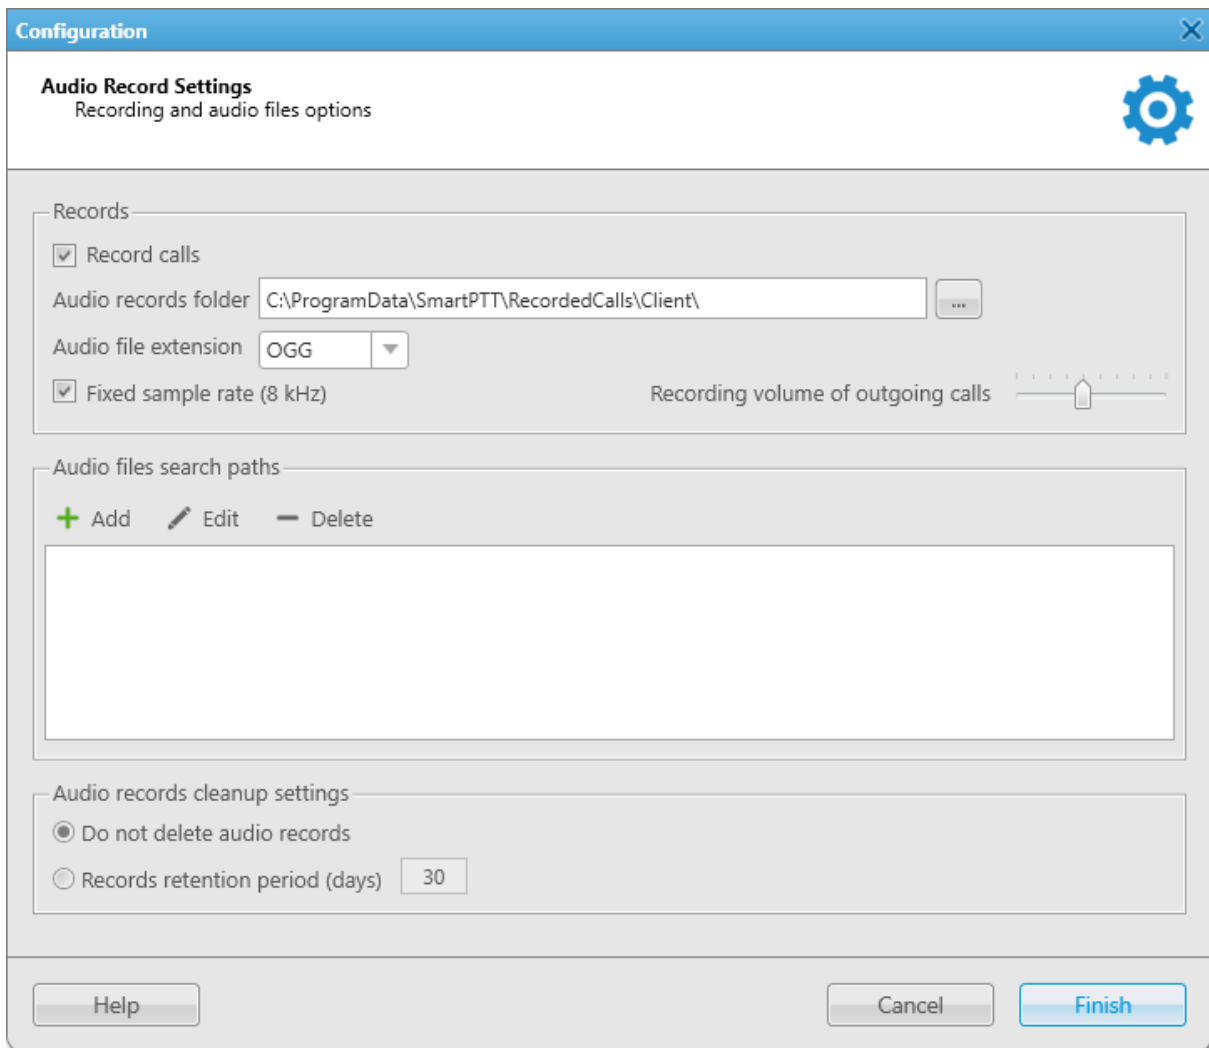 Configuration
Audio Record Settings
Recording and audio files options
Records
Record calls
Audio records folder C:\ProgramData\SmartPTT\RecordedCalls\Client\ ...
Audio file extension OGG
Fixed sample rate (8 kHz) Recording volume of outgoing calls
Audio files search paths
Add Edit Delete
Audio records cleanup settings
Do not delete audio records
Records retention period (days) 30
Help Cancel Finish